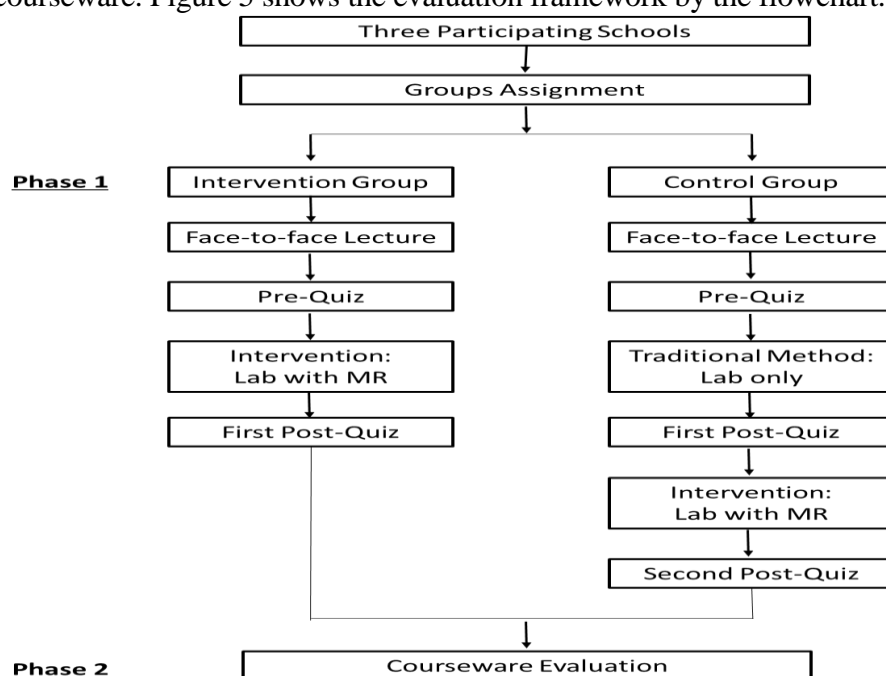 courseware. Figure 5 shows the evaluation framework by the flowchart.
Three Participating Schools
Groups Assignment
Phase 1
Intervention Group
Control Group
Face-to-face Lecture
Face-to-face Lecture
Pre-Quiz
Pre-Quiz
Intervention:
Lab with MR
Traditional Method:
Lab only
First Post-Quiz
First Post-Quiz
Intervention:
Lab with MR
Second Post-Quiz
Phase 2
Courseware Evaluation